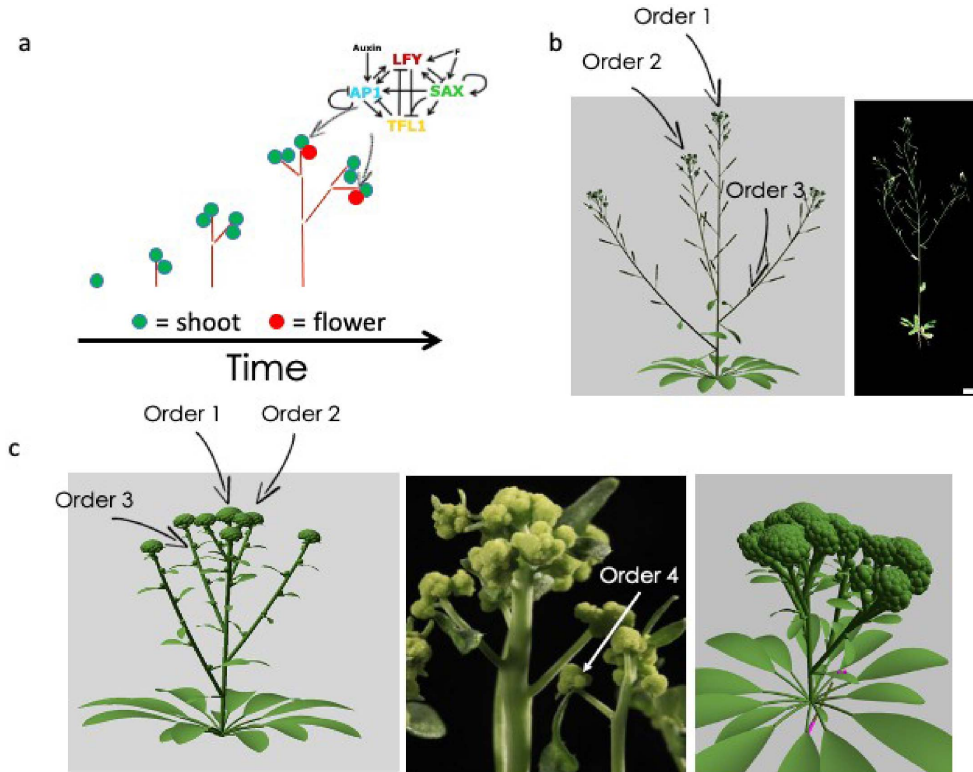 a
Auxin
F
LFY
AP1
SAX
TFL1
= shoot
= flower
Time
b
Order 1
Order 2
Order 3
c
Order 1
Order 2
Order 3
Order 4